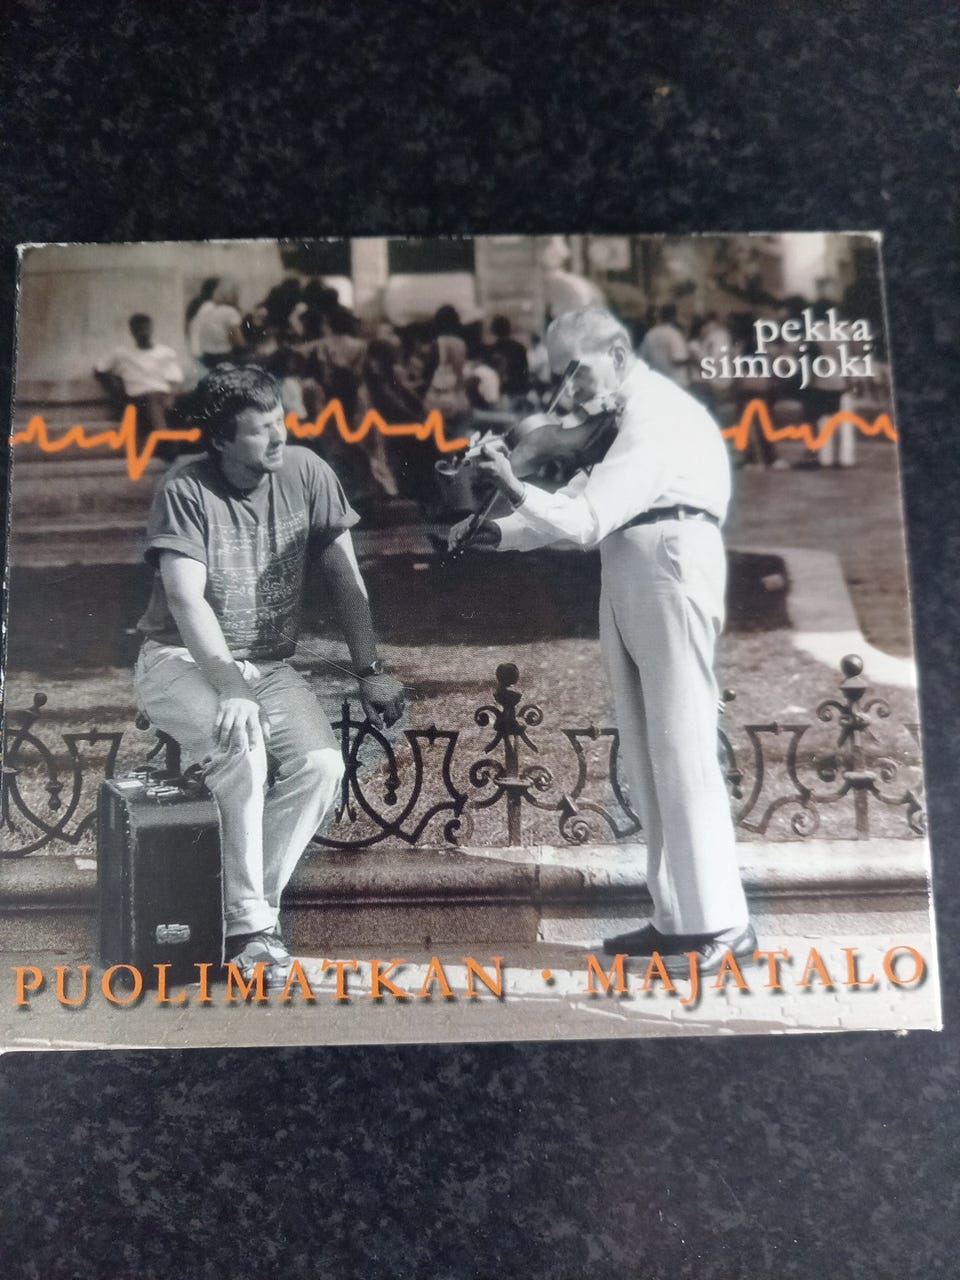 pekka
simojoki
PUOLIMATKAN · MAJATALO